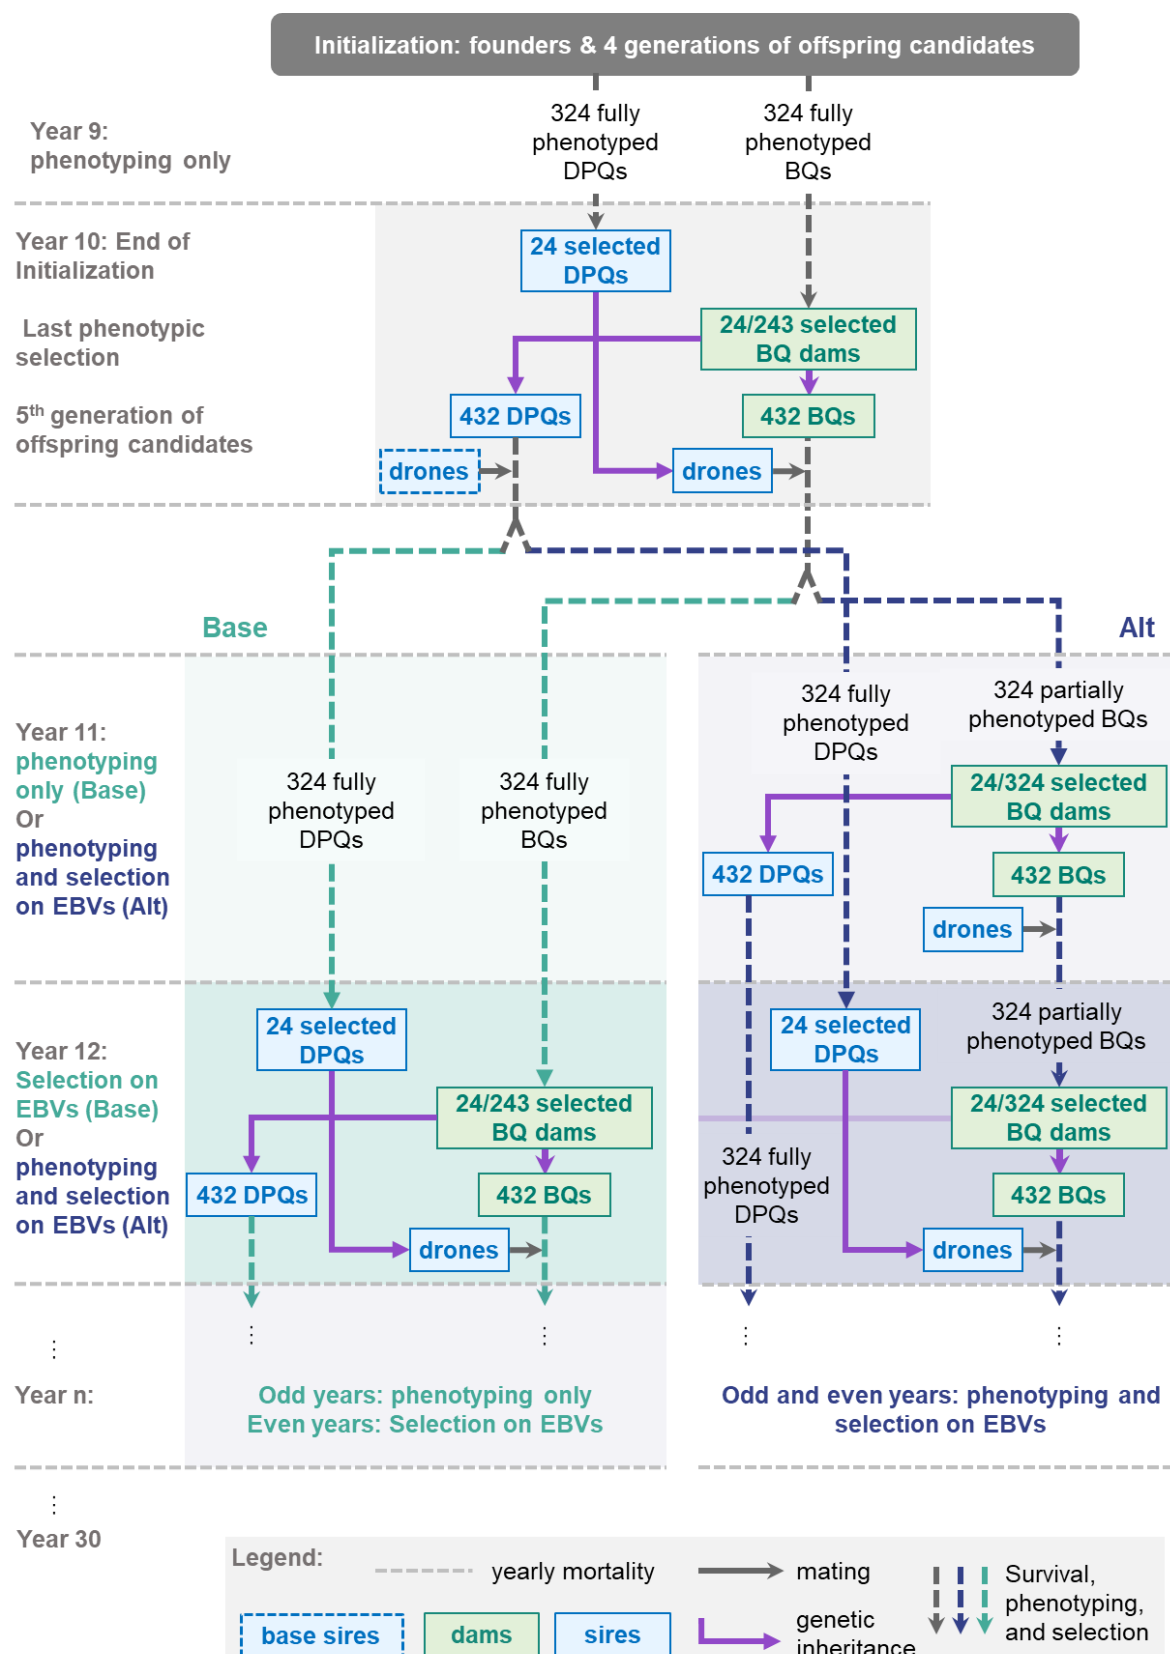 Initialization: founders & 4 generations of offspring candidates
Year 9:
phenotyping only
324 fully
phenotyped
DPQs
324 fully
phenotyped
BQs
Year 10: End of
Initialization
Last phenotypic
selection
5th generation of
offspring candidates
24 selected
DPQs
24/243 selected
BQ dams
432 DPQs
432 BQs
drones
drones
Base
Alt
Year 11:
phenotyping
only (Base)
Or
phenotyping
and selection
on EBVs (Alt)
324 fully
phenotyped
DPQs
324 fully
phenotyped
BQs
324 fully
phenotyped
DPQs
324 partially
phenotyped BQs
24/324 selected
BQ dams
432 DPQs
432 BQs
drones
Year 12:
Selection on
EBVs (Base)
Or
phenotyping
and selection
on EBVs (Alt)
24 selected
DPQs
24/243 selected
BQ dams
432 DPQs
432 BQs
drones
24 selected
DPQs
324 partially
phenotyped BQs
24/324 selected
BQ dams
324 fully
phenotyped
DPQs
432 BQs
drones
⋮
⋮
⋮
⋮
⋮
Year n:
Odd years: phenotyping only
Even years: Selection on EBVs
Odd and even years: phenotyping and
selection on EBVs
⋮
Year 30
Legend:
yearly mortality
mating
Survival,
phenotyping,
and selection
base sires
dams
sires
genetic
inheritance